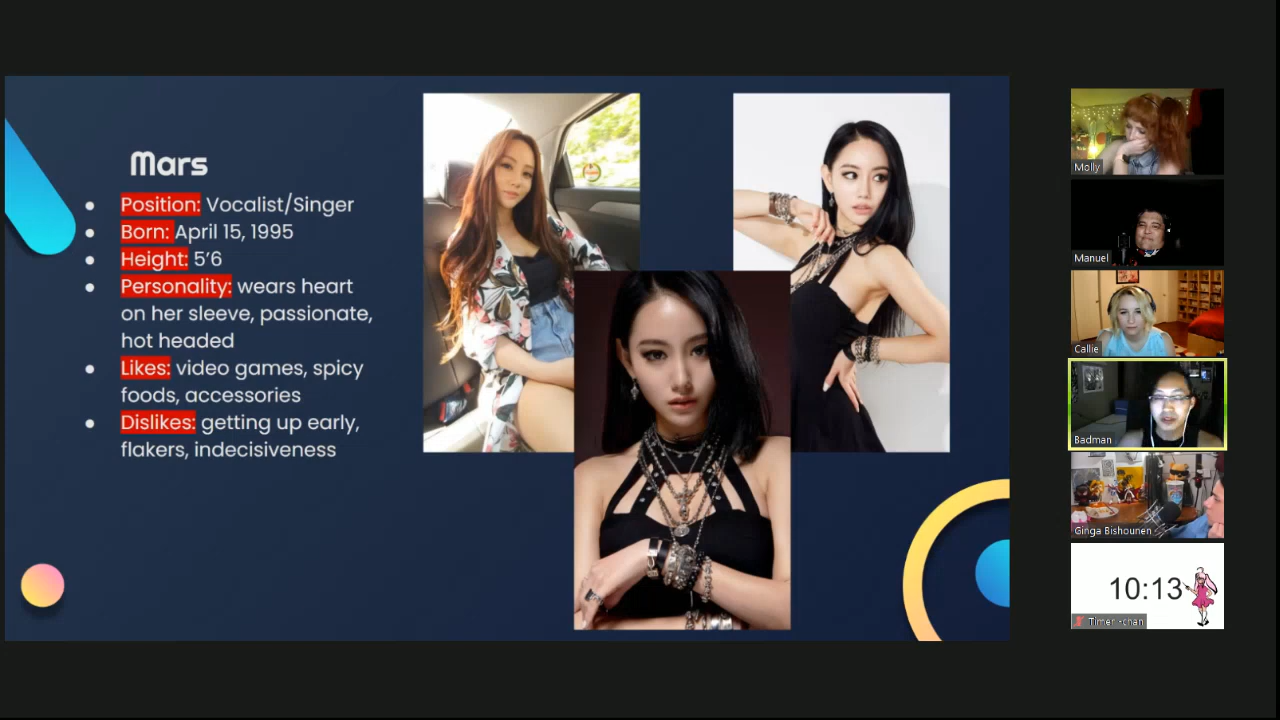 Mars
● Position: Vocalist/Singer
● Born: April 15, 1995
● Height: 5’6
● Personality: wears heart
on her sleeve, passionate,
hot headed
● Likes: video games, spicy
foods, accessories
● Dislikes: getting up early,
flakers, indecisiveness
Molly
Manuel
Callie
Badman
Ginga Bishounen
10:13
Timer -chan